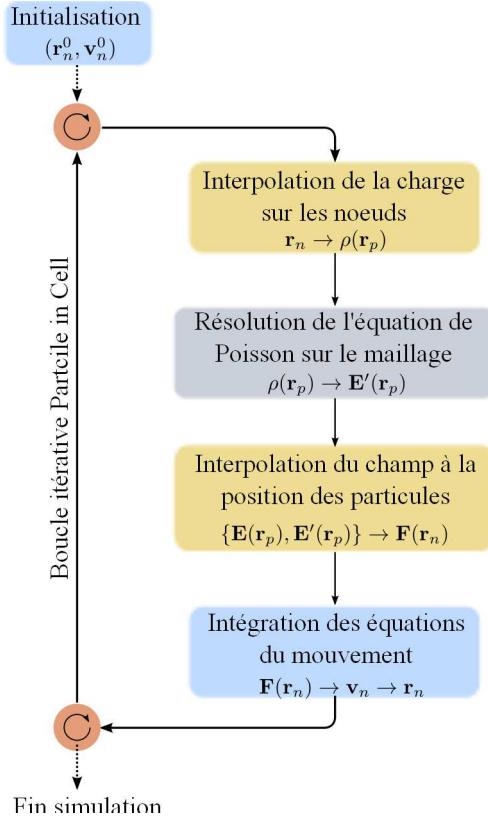 Initialisation
(𝐫ₙ⁰, 𝐯ₙ⁰)
Interpolation de la charge
sur les noeuds
𝐫ₙ → ρ(𝐫ₚ)
Résolution de l'équation de
Poisson sur le maillage
ρ(𝐫ₚ) → 𝐄′(𝐫ₚ)
Interpolation du champ à la
position des particules
{𝐄(𝐫ₚ), 𝐄′(𝐫ₚ)} → 𝐅(𝐫ₙ)
Intégration des équations
du mouvement
𝐅(𝐫ₙ) → 𝐯ₙ → 𝐫ₙ
Boucle itérative Partcile in Cell
Fin simulation